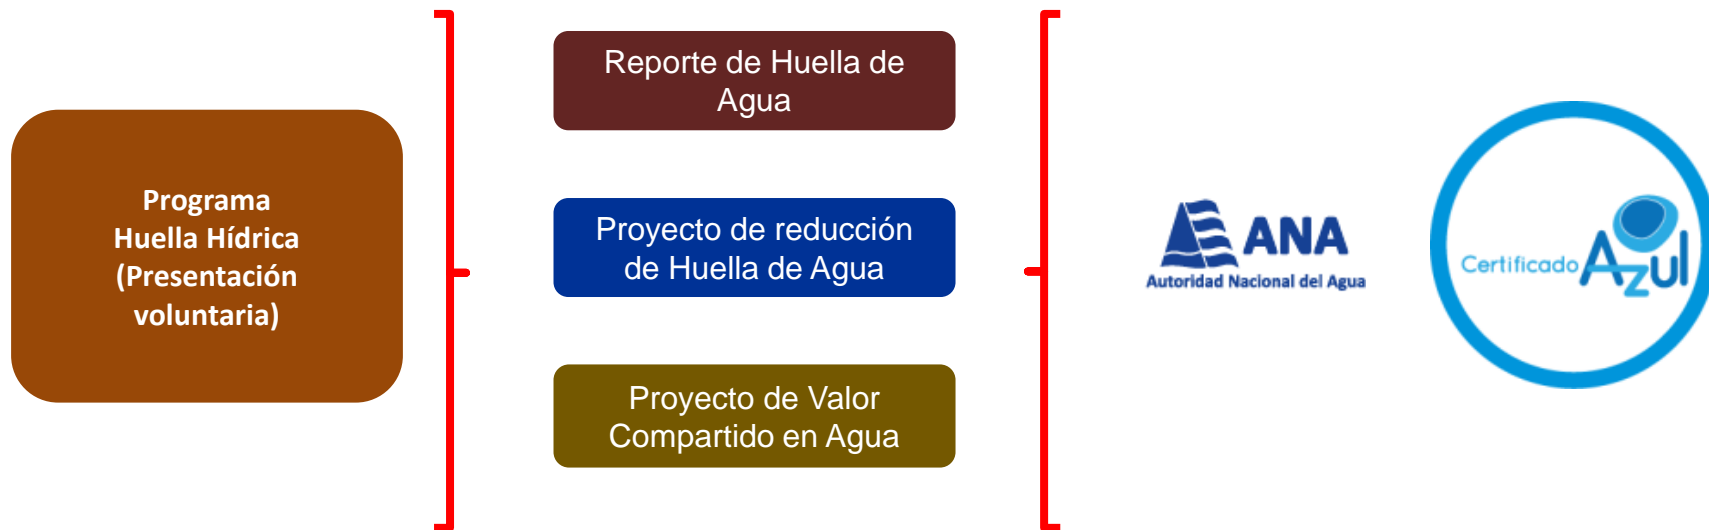 Programa
Huella Hídrica
(Presentación
voluntaria)
Reporte de Huella de
Agua
Proyecto de reducción
de Huella de Agua
Proyecto de Valor
Compartido en Agua
ANA
Autoridad Nacional del Agua
Certificado Azul